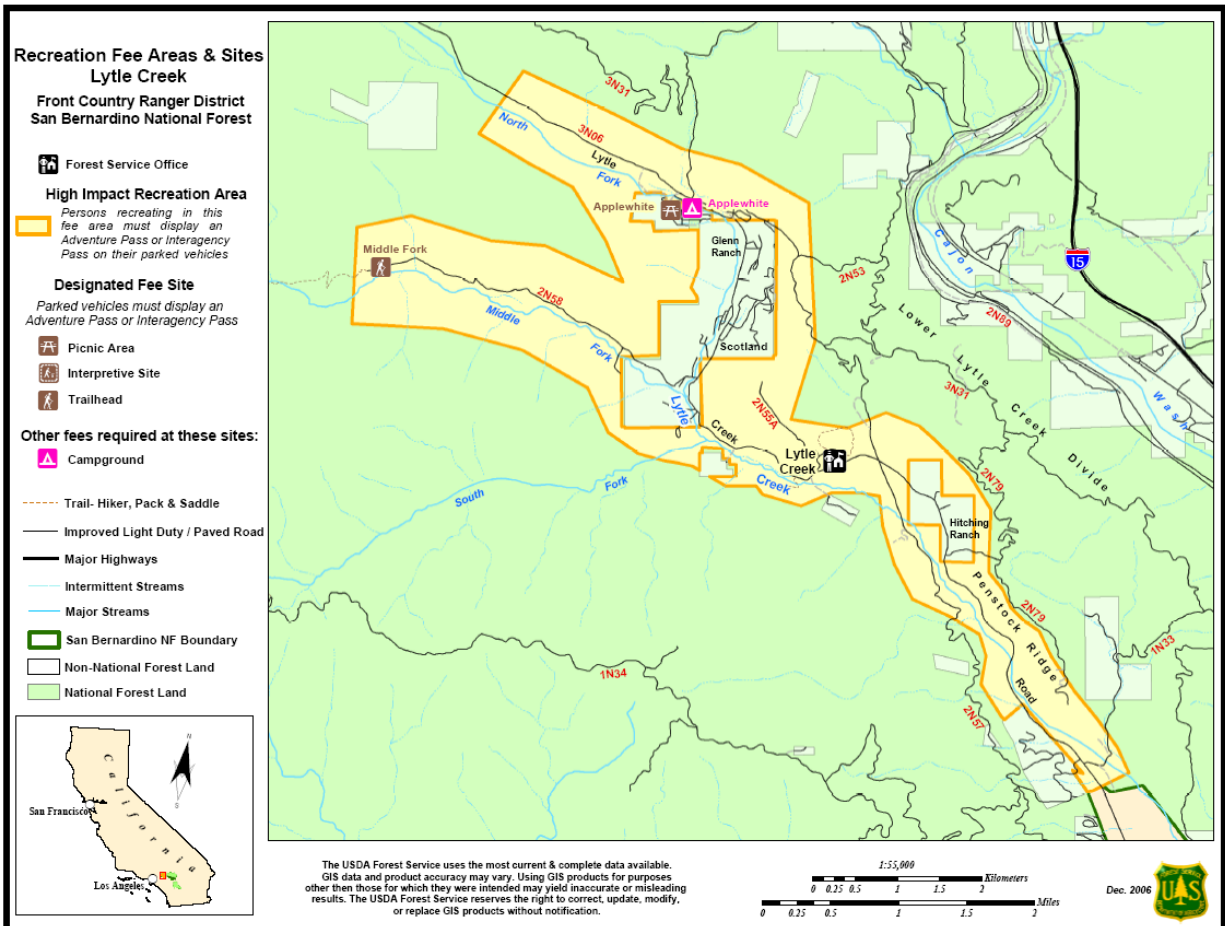 Recreation Fee Areas & Sites
Lytle Creek
Front Country Ranger District
San Bernardino National Forest
Forest Service Office
High Impact Recreation Area
Persons recreating in this
fee area must display an
Adventure Pass or Interagency
Pass on their parked vehicles
Designated Fee Site
Parked vehicles must display an
Adventure Pass or Interagency Pass
Picnic Area
Interpretive Site
Trailhead
Other fees required at these sites:
Campground
Trail- Hiker, Pack & Saddle
Improved Light Duty / Paved Road
Major Highways
Intermittent Streams
Major Streams
San Bernardino NF Boundary
Non-National Forest Land
National Forest Land
California
N
S
San Francisco
Los Angeles
3N31
North
3N06
Lytle
Fork
Applewhite
Applewhite
Glenn
Ranch
Middle Fork
2N58
Middle
Fork
Scotland
2N53
Cajon
Wash
15
2N89
Lower Lytle Creek Divide
3N31
Lytle
Creek
2N55A
Lytle
Creek
Creek
South
Fork
2N79
Hitching
Ranch
Penstock Ridge
2N79
1N33
Road
1N34
2N57
The USDA Forest Service uses the most current & complete data available.
GIS data and product accuracy may vary. Using GIS products for purposes
other then those for which they were intended may yield inaccurate or misleading
results. The USDA Forest Service reserves the right to correct, update, modify,
or replace GIS products without notification.
1:55,000
Kilometers
0 0.25 0.5 1 1.5 2
Miles
0 0.25 0.5 1 1.5 2
Dec. 2006
FOREST SERVICE
UAS